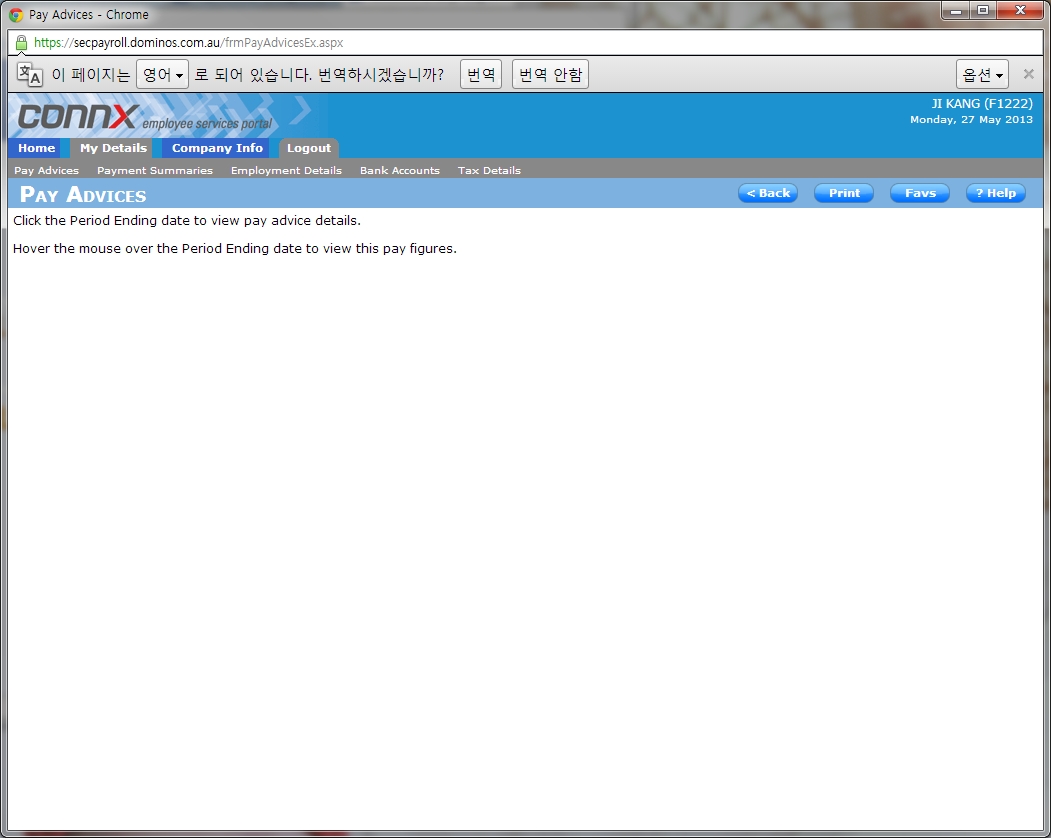 Pay Advices - Chrome
https://secpayroll.dominos.com.au/frmPayAdvicesEx.aspx
이 페이지는 영어 로 되어 있습니다. 번역하시겠습니까? 번역 번역 안함 옵션
connx employee services portal
JI KANG (F1222)
Monday, 27 May 2013
Home My Details Company Info Logout
Pay Advices Payment Summaries Employment Details Bank Accounts Tax Details
Pay Advices < Back Print Favs ? Help
Click the Period Ending date to view pay advice details.
Hover the mouse over the Period Ending date to view this pay figures.